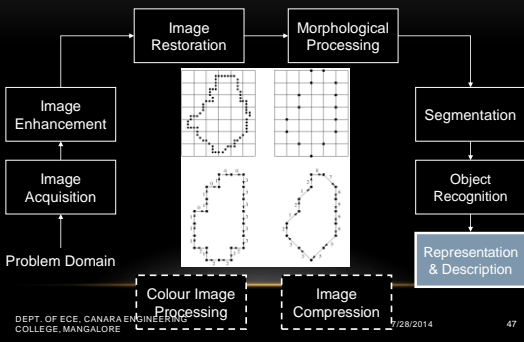 Image
Restoration
Morphological
Processing
Image
Enhancement
Segmentation
Image
Acquisition
Object
Recognition
Problem Domain
Representation
& Description
Colour Image
Processing
Image
Compression
DEPT. OF ECE, CANARA ENGINEERING
COLLEGE, MANGALORE
7/28/2014
47